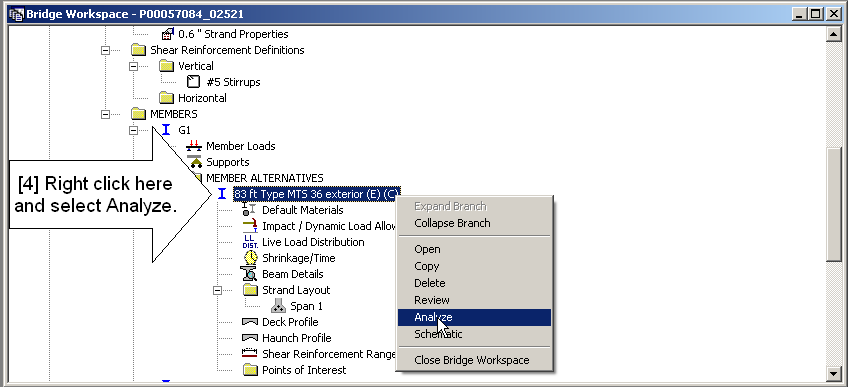 Bridge Workspace - P00057084_02521
0.6 " Strand Properties
Shear Reinforcement Definitions
Vertical
#5 Stirrups
Horizontal
MEMBERS
G1
Member Loads
Supports
MEMBER ALTERNATIVES
[4] Right click here
and select Analyze.
83 ft Type MTS 36 exterior (E) (C)
Default Materials
Impact / Dynamic Load Allow
LL
DIST.
Live Load Distribution
Shrinkage/Time
Beam Details
Strand Layout
Span 1
Deck Profile
Haunch Profile
Shear Reinforcement Range
Points of Interest
Expand Branch
Collapse Branch
Open
Copy
Delete
Review
Analyze
Schematic
Close Bridge Workspace